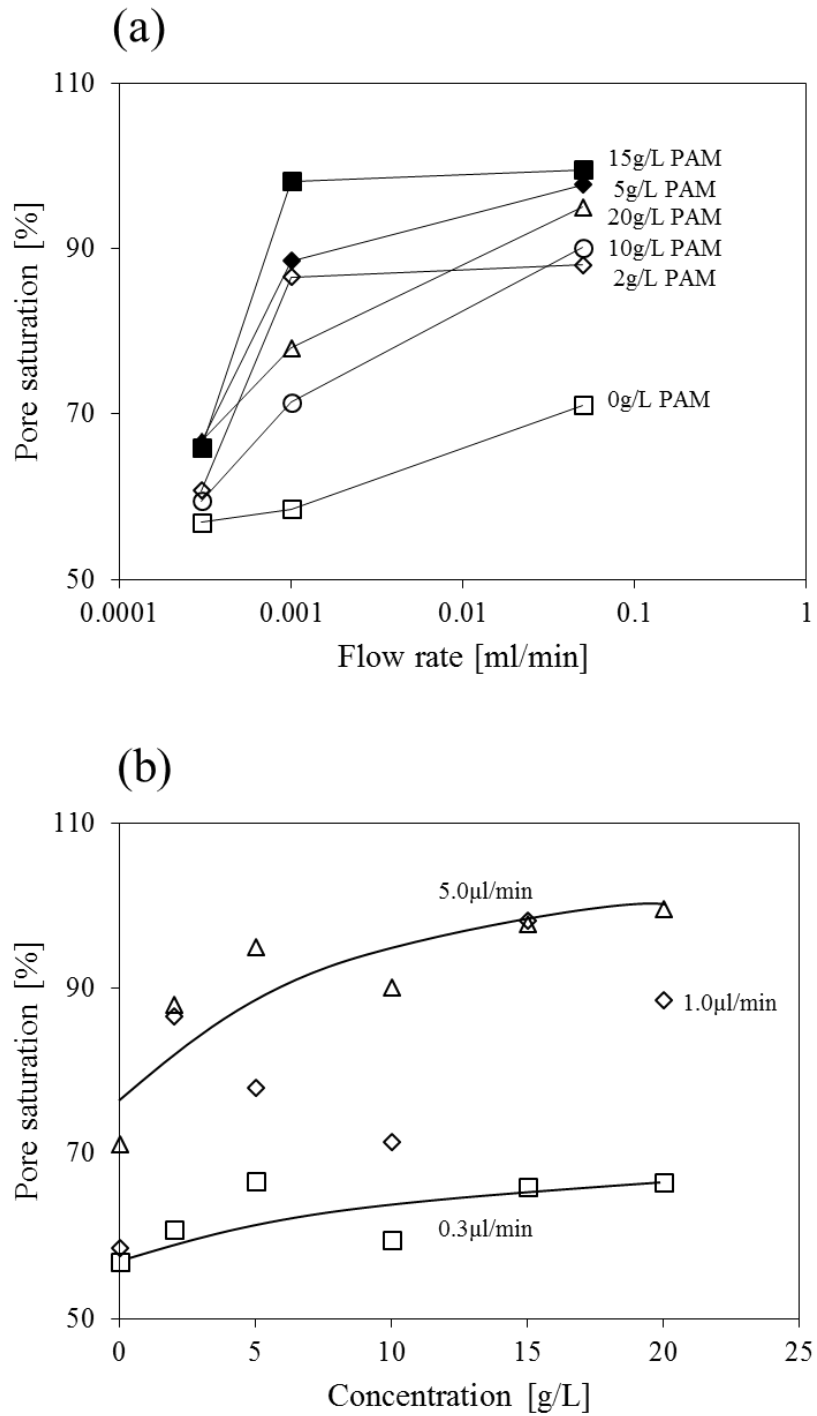 (a)
110
90
70
50
Pore saturation [%]
15g/L PAM
5g/L PAM
20g/L PAM
10g/L PAM
2g/L PAM
0g/L PAM
0.0001 0.001 0.01 0.1 1
Flow rate [ml/min]
(b)
110
90
70
50
Pore saturation [%]
5.0µl/min
1.0µl/min
0.3µl/min
0 5 10 15 20 25
Concentration [g/L]